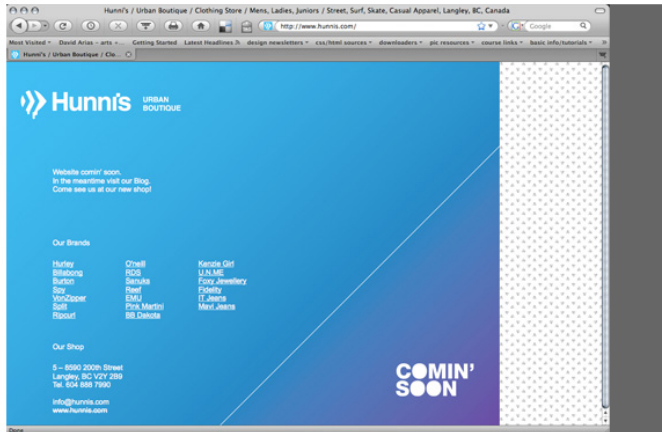 Hunni's / Urban Boutique / Clothing Store / Mens, Ladies, Juniors / Street, Surf, Skate, Casual Apparel, Langley, BC, Canada
http://www.hunnis.com/
Google
Most Visited David Arias – arts – ... Getting Started Latest Headlines design newsletters css/html sources downloaders pic resources course links basic info/tutorials
Hunni's / Urban Boutique / Clo...
Hunnis URBAN
BOUTIQUE
Website comin' soon.
In the meantime visit our Blog.
Come see us at our new shop!
Our Brands
Hurley O'neill Kenzie Girl
Billabong RDS U.N.ME
Burton Sanuks Foxy Jewellery
Spy Reef Fidelity
VonZipper EMU IT Jeans
Split Pink Martini Mavi Jeans
Ripcurl BB Dakota
Our Shop
5 – 8590 200th Street
Langley, BC V2Y 2B9
Tel. 604 888 7990
COMIN'
SOON
info@hunnis.com
www.hunnis.com
Done